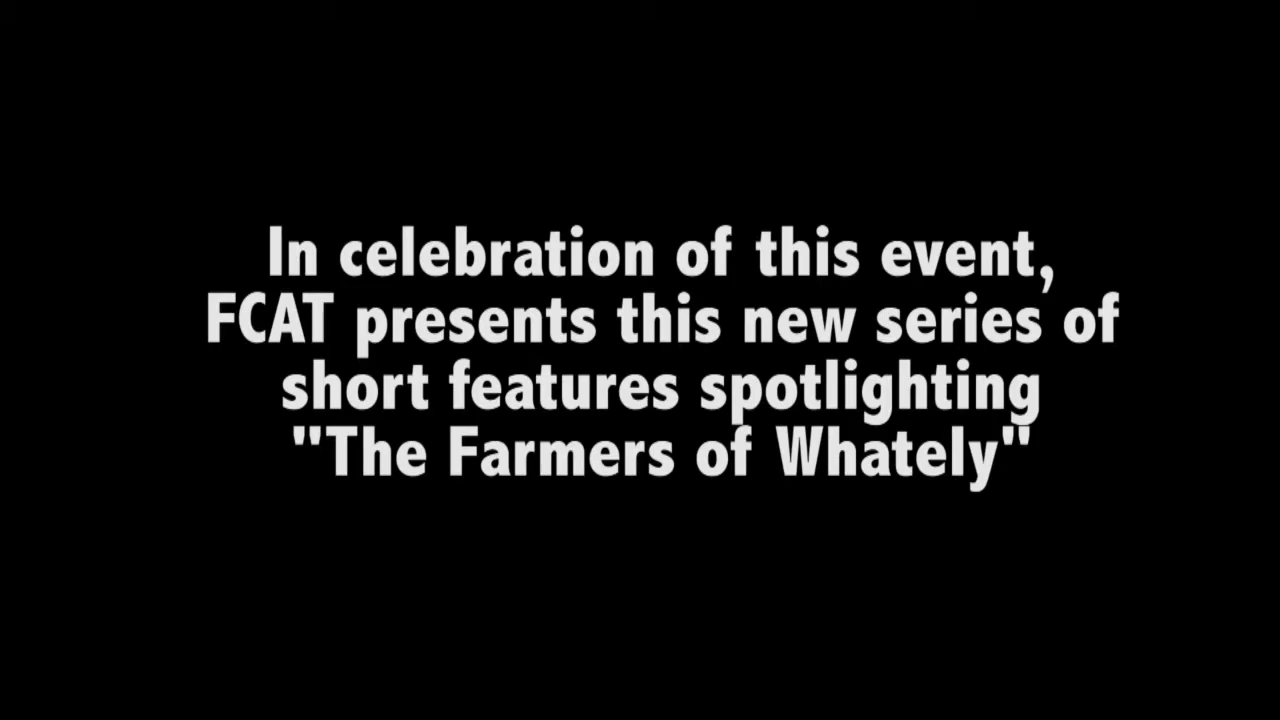 In celebration of this event,
FCAT presents this new series of
short features spotlighting
"The Farmers of Whately"